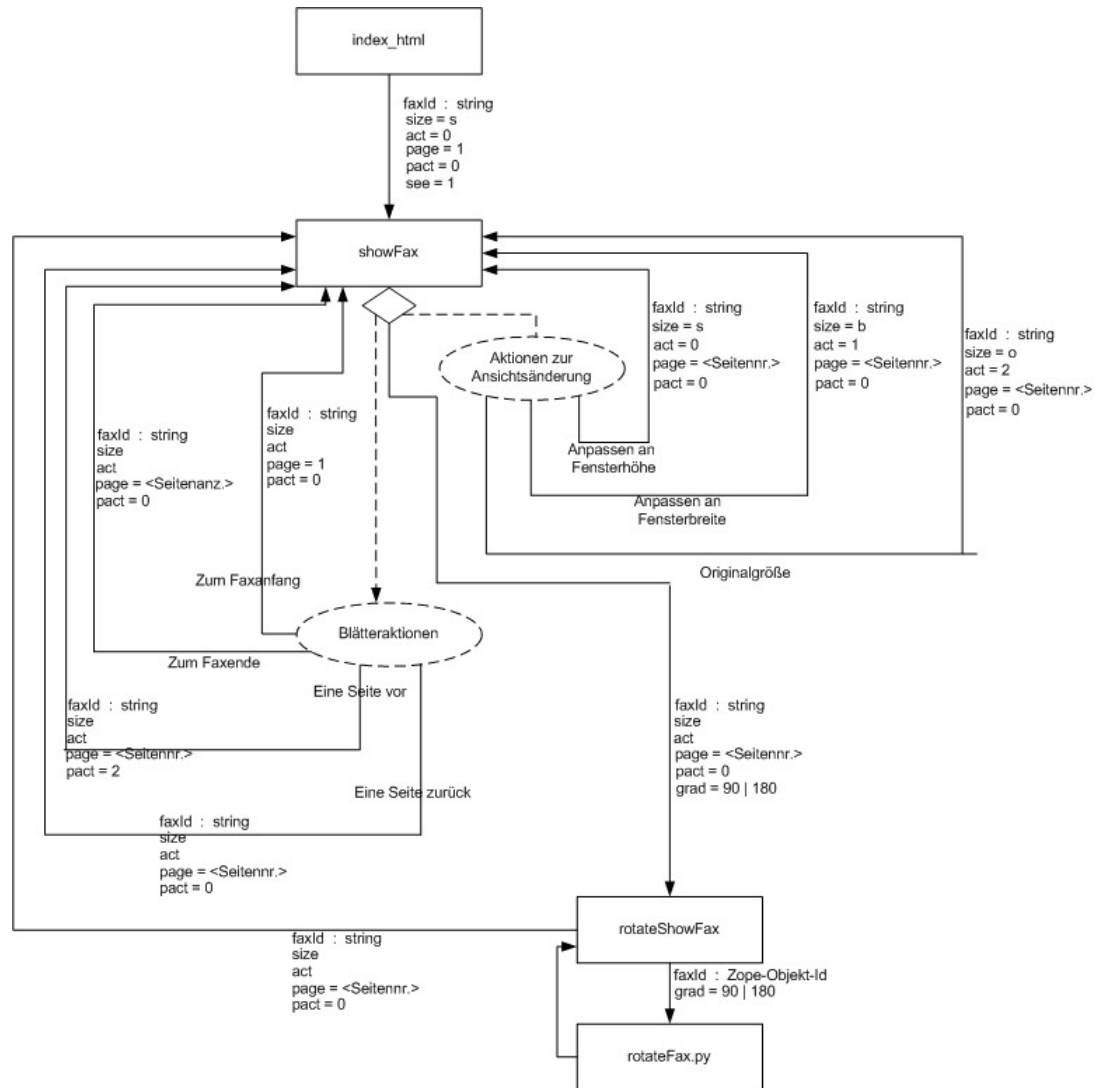 index_html
faxId : string
size = s
act = 0
page = 1
pact = 0
see = 1
showFax
Aktionen zur
Ansichtsänderung
faxId : string
size = s
act = 0
page = <Seitennr.>
pact = 0
faxId : string
size = b
act = 1
page = <Seitennr.>
pact = 0
faxId : string
size = o
act = 2
page = <Seitennr.>
pact = 0
Anpassen an
Fensterhöhe
Anpassen an
Fensterbreite
Originalgröße
faxId : string
size
act
page = <Seitenanz.>
pact = 0
faxId : string
size
act
page = 1
pact = 0
Zum Faxanfang
Blätteraktionen
Zum Faxende
Eine Seite vor
faxId : string
size
act
page = <Seitennr.>
pact = 2
Eine Seite zurück
faxId : string
size
act
page = <Seitennr.>
pact = 0
faxId : string
size
act
page = <Seitennr.>
pact = 0
grad = 90 | 180
rotateShowFax
faxId : string
size
act
page = <Seitennr.>
pact = 0
faxId : Zope-Objekt-Id
grad = 90 | 180
rotateFax.py